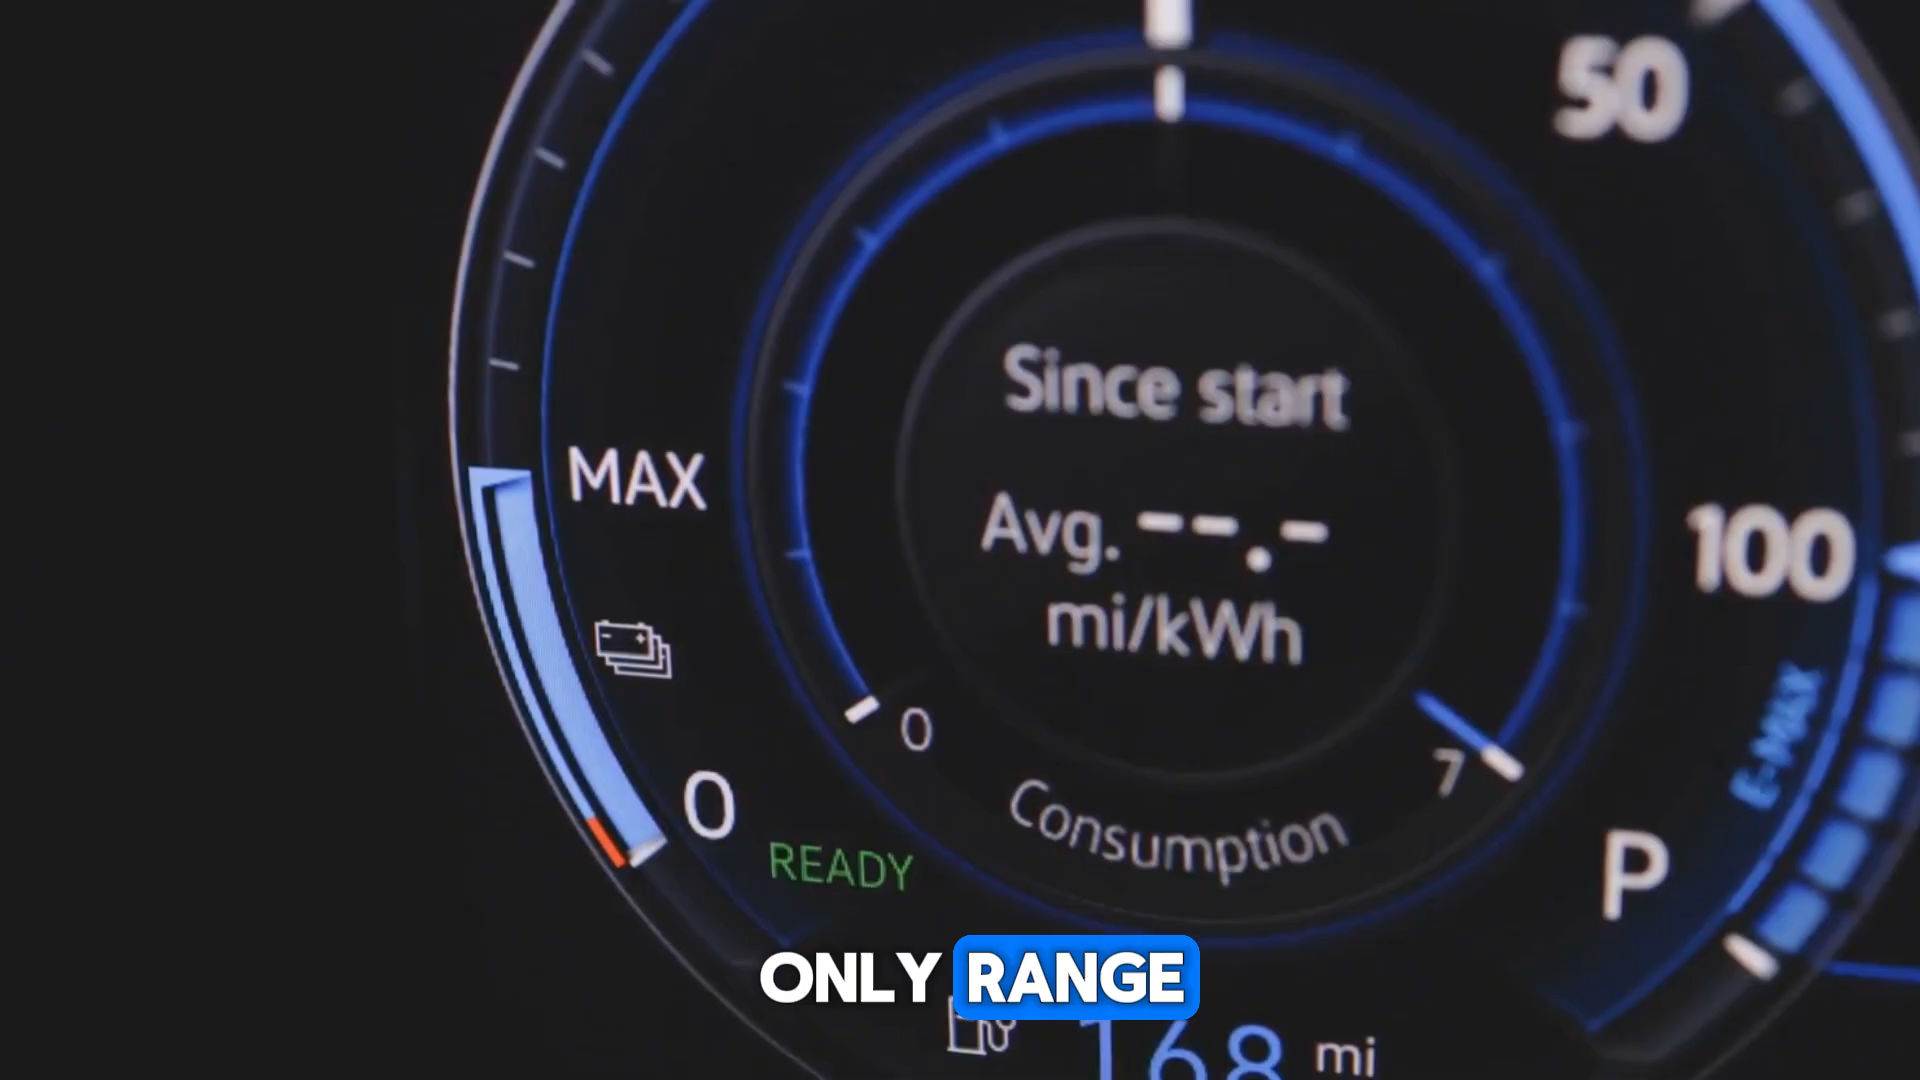 50
Since start
MAX
Avg. --.-
100
mi/kWh
E-MAX
0
7
0
Consumption
READY
P
ONLY RANGE
168 mi